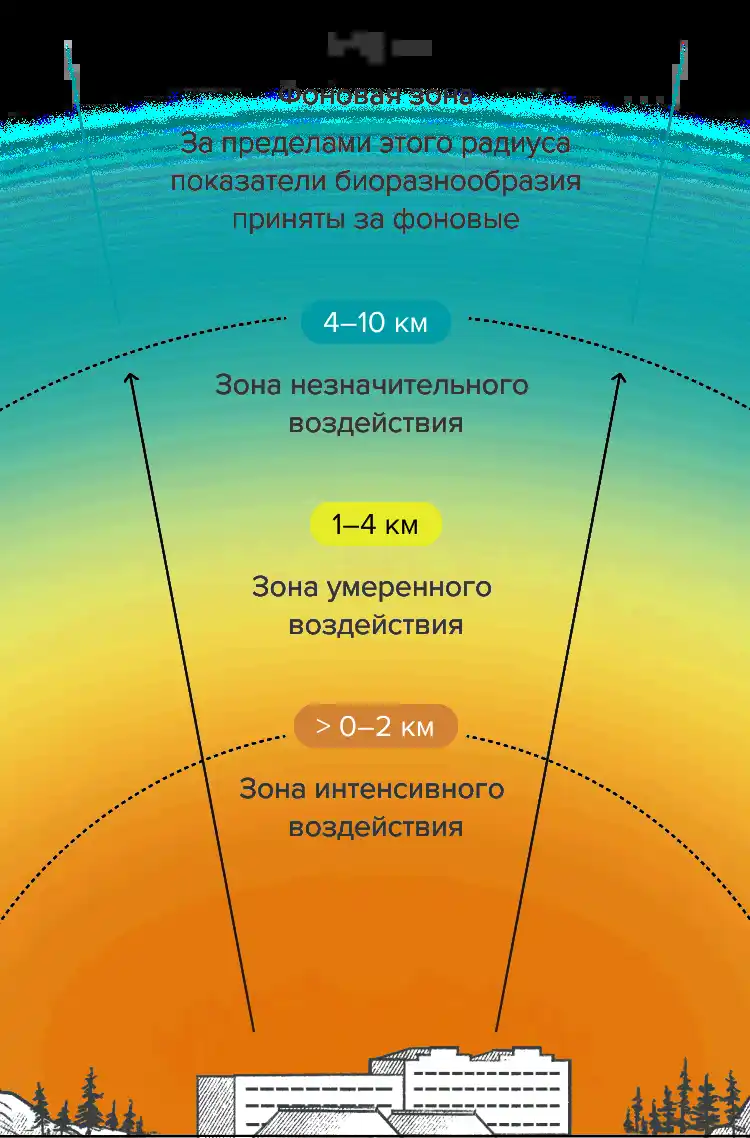 Фоновая зона
За пределами этого радиуса
показатели биоразнообразия
приняты за фоновые
4–10 км
Зона незначительного
воздействия
1–4 км
Зона умеренного
воздействия
> 0–2 км
Зона интенсивного
воздействия